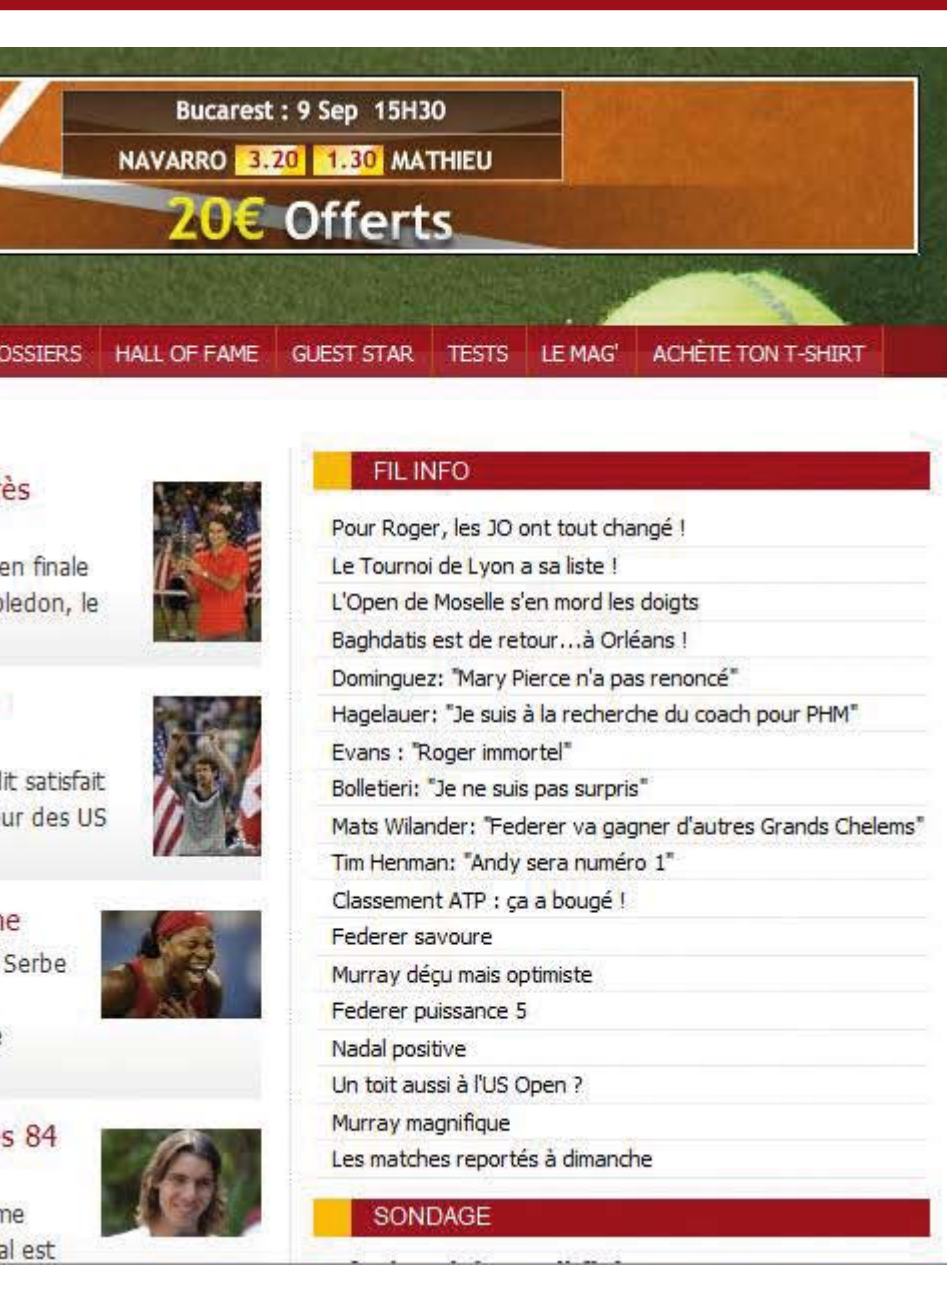 Bucarest : 9 Sep 15H30
NAVARRO 3.20 1.30 MATHIEU
20€ Offerts
OSSIERS HALL OF FAME GUEST STAR TESTS LE MAG' ACHÈTE TON T-SHIRT
ès
en finale
bledon, le
dit satisfait
ur des US
ne
Serbe
s 84
me
al est
FIL INFO
Pour Roger, les JO ont tout changé !
Le Tournoi de Lyon a sa liste !
L'Open de Moselle s'en mord les doigts
Baghdatis est de retour...à Orléans !
Dominguez: "Mary Pierce n'a pas renoncé"
Hagelauer: "Je suis à la recherche du coach pour PHM"
Evans : "Roger immortel"
Bolletieri: "Je ne suis pas surpris"
Mats Wilander: "Federer va gagner d'autres Grands Chelems"
Tim Henman: "Andy sera numéro 1"
Classement ATP : ça a bougé !
Federer savoure
Murray déçu mais optimiste
Federer puissance 5
Nadal positive
Un toit aussi à l'US Open ?
Murray magnifique
Les matches reportés à dimanche
SONDAGE